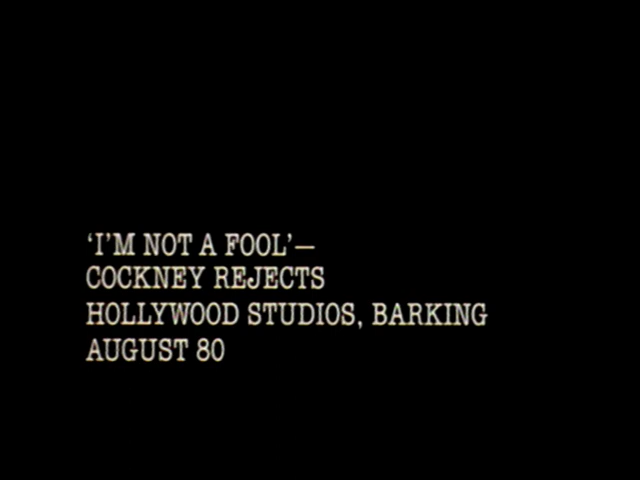 ‘I’M NOT A FOOL’—
COCKNEY REJECTS
HOLLYWOOD STUDIOS, BARKING
AUGUST 80